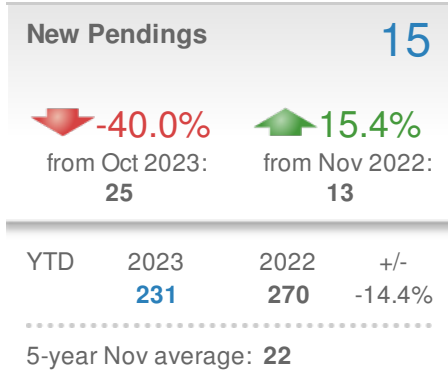 New Pendings 15
-40.0% 15.4%
from Oct 2023: from Nov 2022:
25 13
YTD 2023 2022 +/-
231 270 -14.4%
5-year Nov average: 22